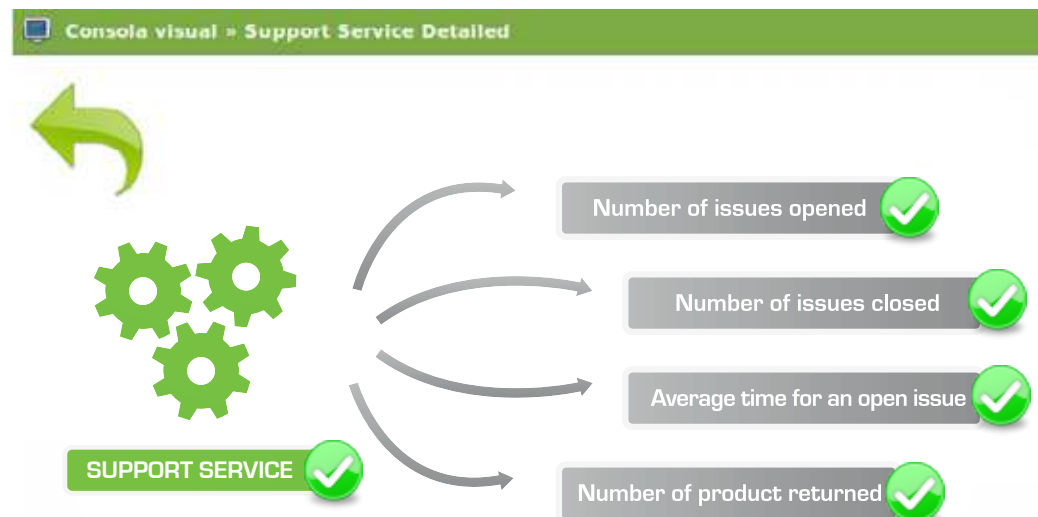 Consola visual » Support Service Detailed
Number of issues opened
Number of issues closed
Average time for an open issue
SUPPORT SERVICE
Number of product returned